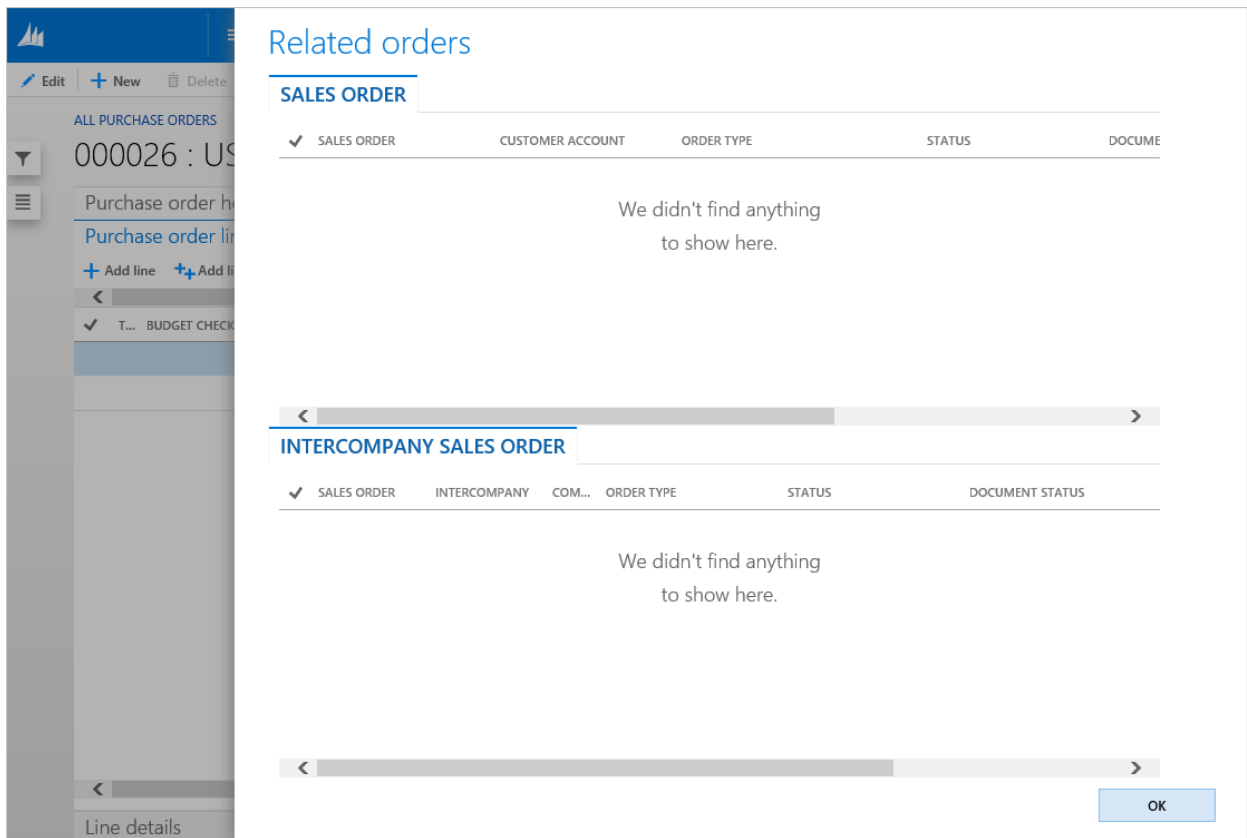 Edit
New
Delete
ALL PURCHASE ORDERS
000026 : US
Purchase order
Purchase order
Add line
Add
T... BUDGET CHECK
Line details
Related orders
SALES ORDER
SALES ORDER CUSTOMER ACCOUNT ORDER TYPE STATUS DOCUME
We didn't find anything
to show here.
INTERCOMPANY SALES ORDER
SALES ORDER INTERCOMPANY COM... ORDER TYPE STATUS DOCUMENT STATUS
We didn't find anything
to show here.
OK